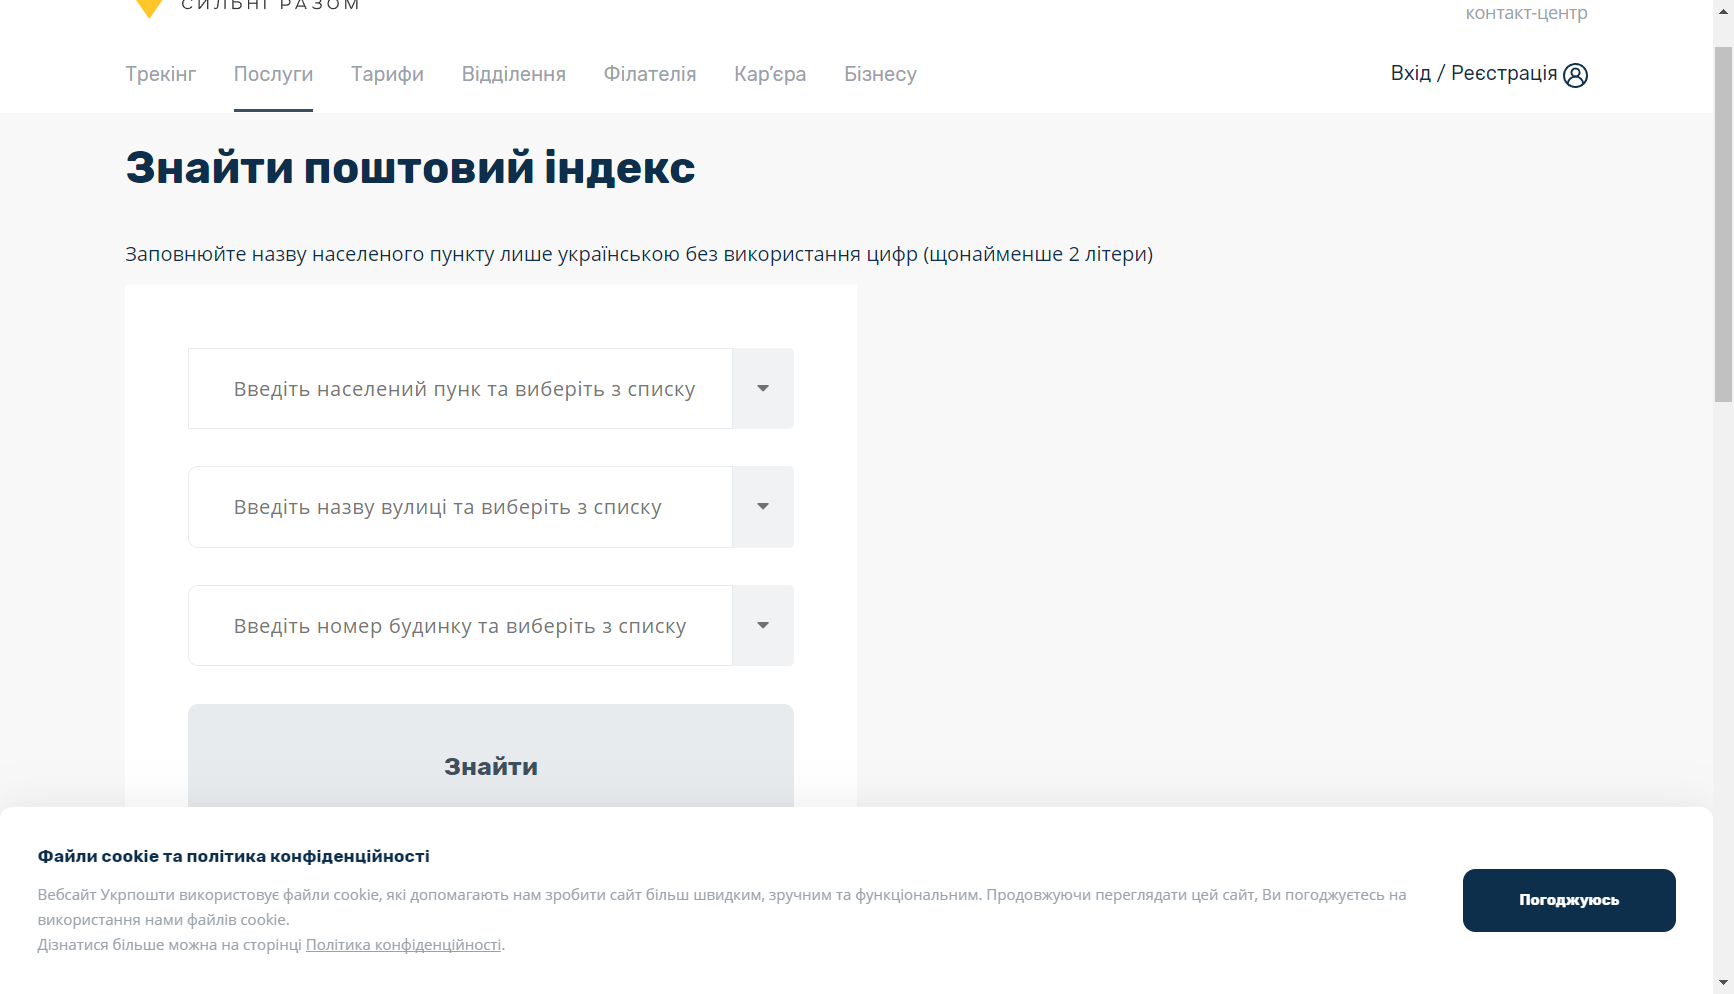 СИЛЬНІ РАЗОМ
контакт-центр
Трекінг Послуги Тарифи Відділення Філателія Кар’єра Бізнесу Вхід / Реєстрація
Знайти поштовий індекс
Заповнюйте назву населеного пункту лише українською без використання цифр (щонайменше 2 літери)
Введіть населений пунк та виберіть з списку
Введіть назву вулиці та виберіть з списку
Введіть номер будинку та виберіть з списку
Знайти
Файли cookie та політика конфіденційності
Вебсайт Укрпошти використовує файли cookie, які допомагають нам зробити сайт більш швидким, зручним та функціональним. Продовжуючи переглядати цей сайт, Ви погоджуєтесь на
використання нами файлів cookie.
Дізнатися більше можна на сторінці Політика конфіденційності.
Погоджуюсь